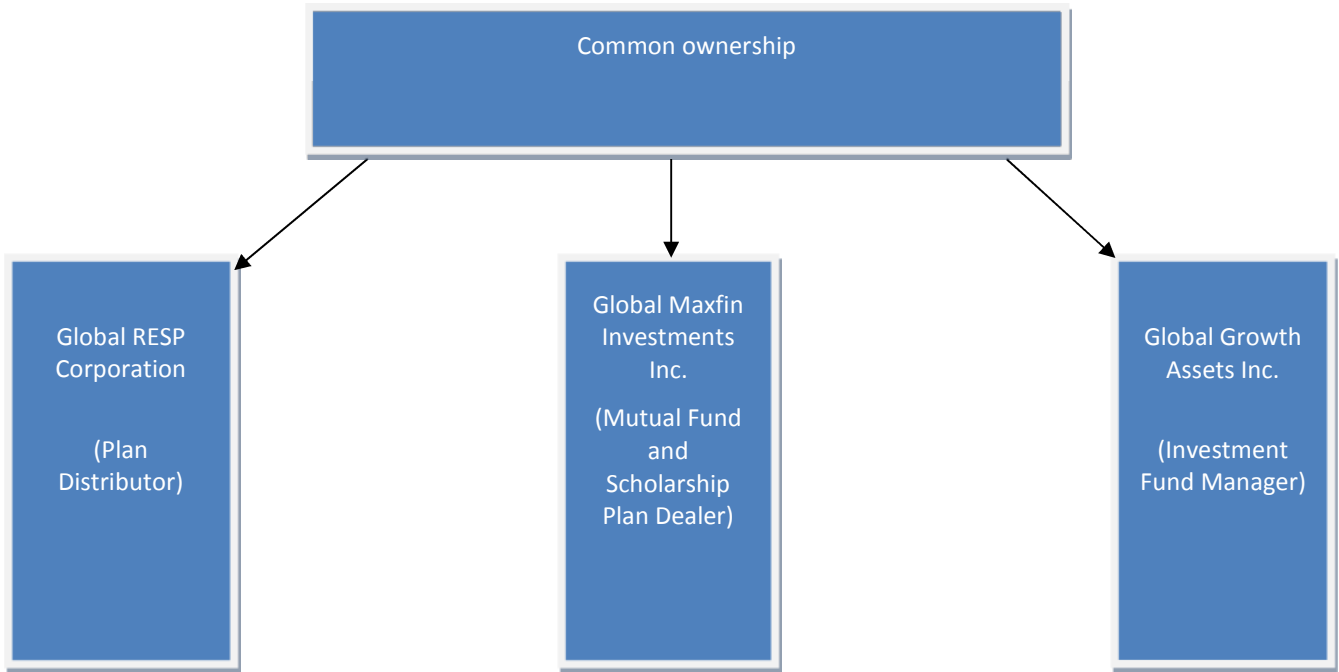 Common ownership
Global RESP
Corporation
(Plan
Distributor)
Global Maxfin
Investments
Inc.
(Mutual Fund
and
Scholarship
Plan Dealer)
Global Growth
Assets Inc.
(Investment
Fund Manager)